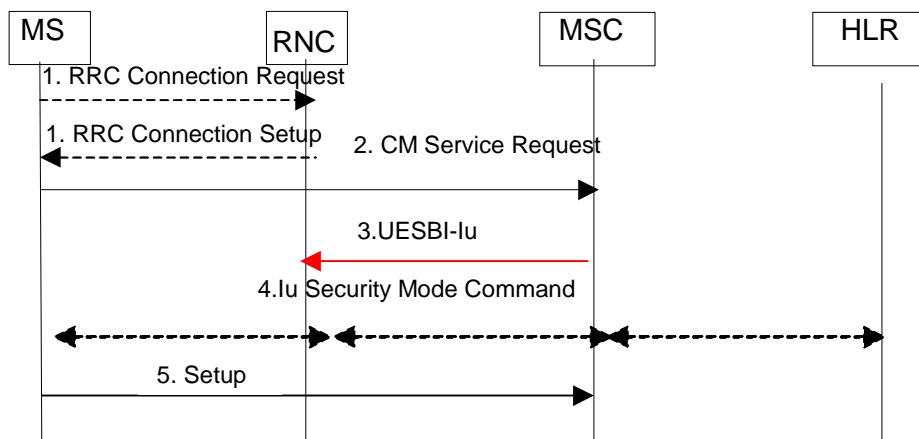 MS
RNC
MSC
HLR
1. RRC Connection Request
1. RRC Connection Setup
2. CM Service Request
3.UESBI-Iu
4.Iu Security Mode Command
5. Setup